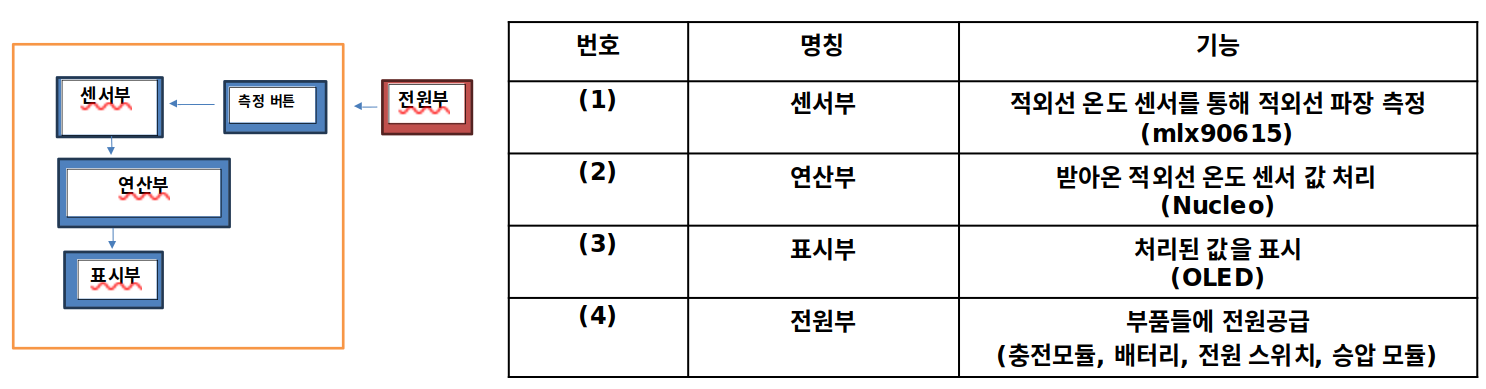 센서부
측정 버튼
전원부
연산부
표시부
번호 명칭 기능
(1) 센서부 적외선 온도 센서를 통해 적외선 파장 측정
(mlx90615)
(2) 연산부 받아온 적외선 온도 센서 값 처리
(Nucleo)
(3) 표시부 처리된 값을 표시
(OLED)
(4) 전원부 부품들에 전원공급
(충전모듈, 배터리, 전원 스위치, 승압 모듈)